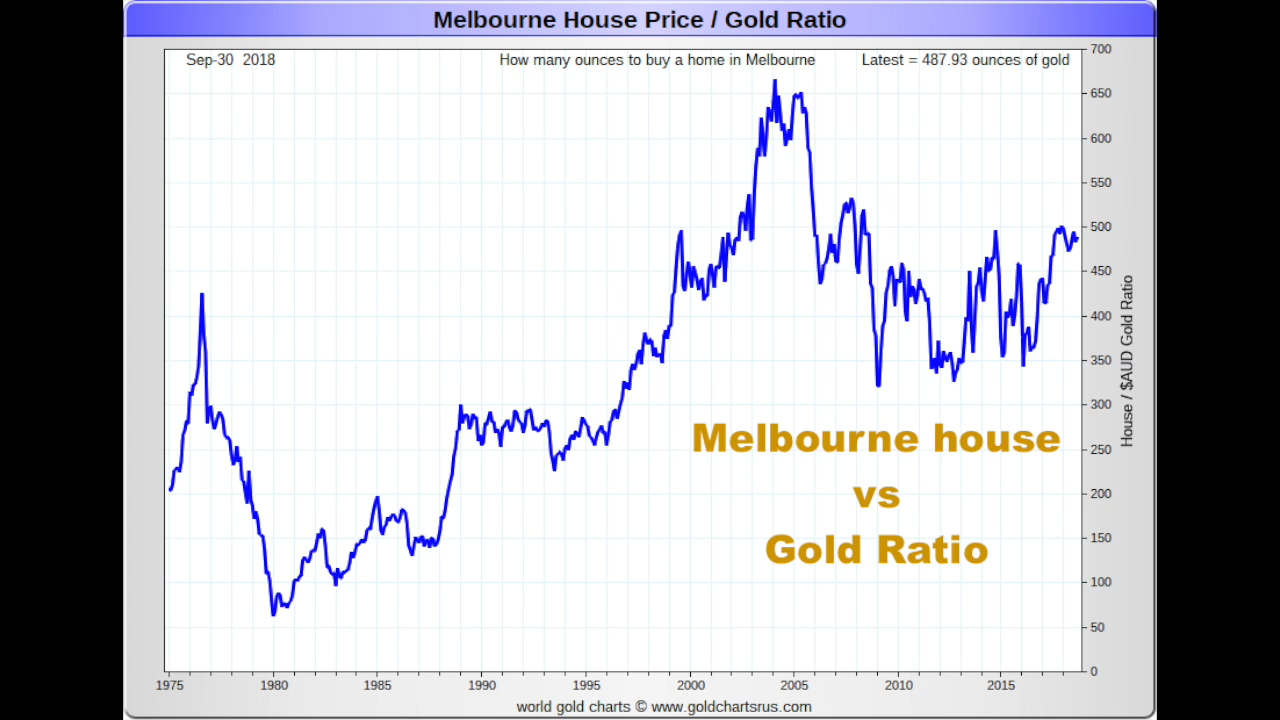 Melbourne House Price / Gold Ratio
Sep-30 2018
How many ounces to buy a home in Melbourne
Latest = 487.93 ounces of gold
700
650
600
550
500
450
400
350
300
250
200
150
100
50
0
House / $AUD Gold Ratio
Melbourne house
vs
Gold Ratio
1975 1980 1985 1990 1995 2000 2005 2010 2015
world gold charts © www.goldchartsrus.com